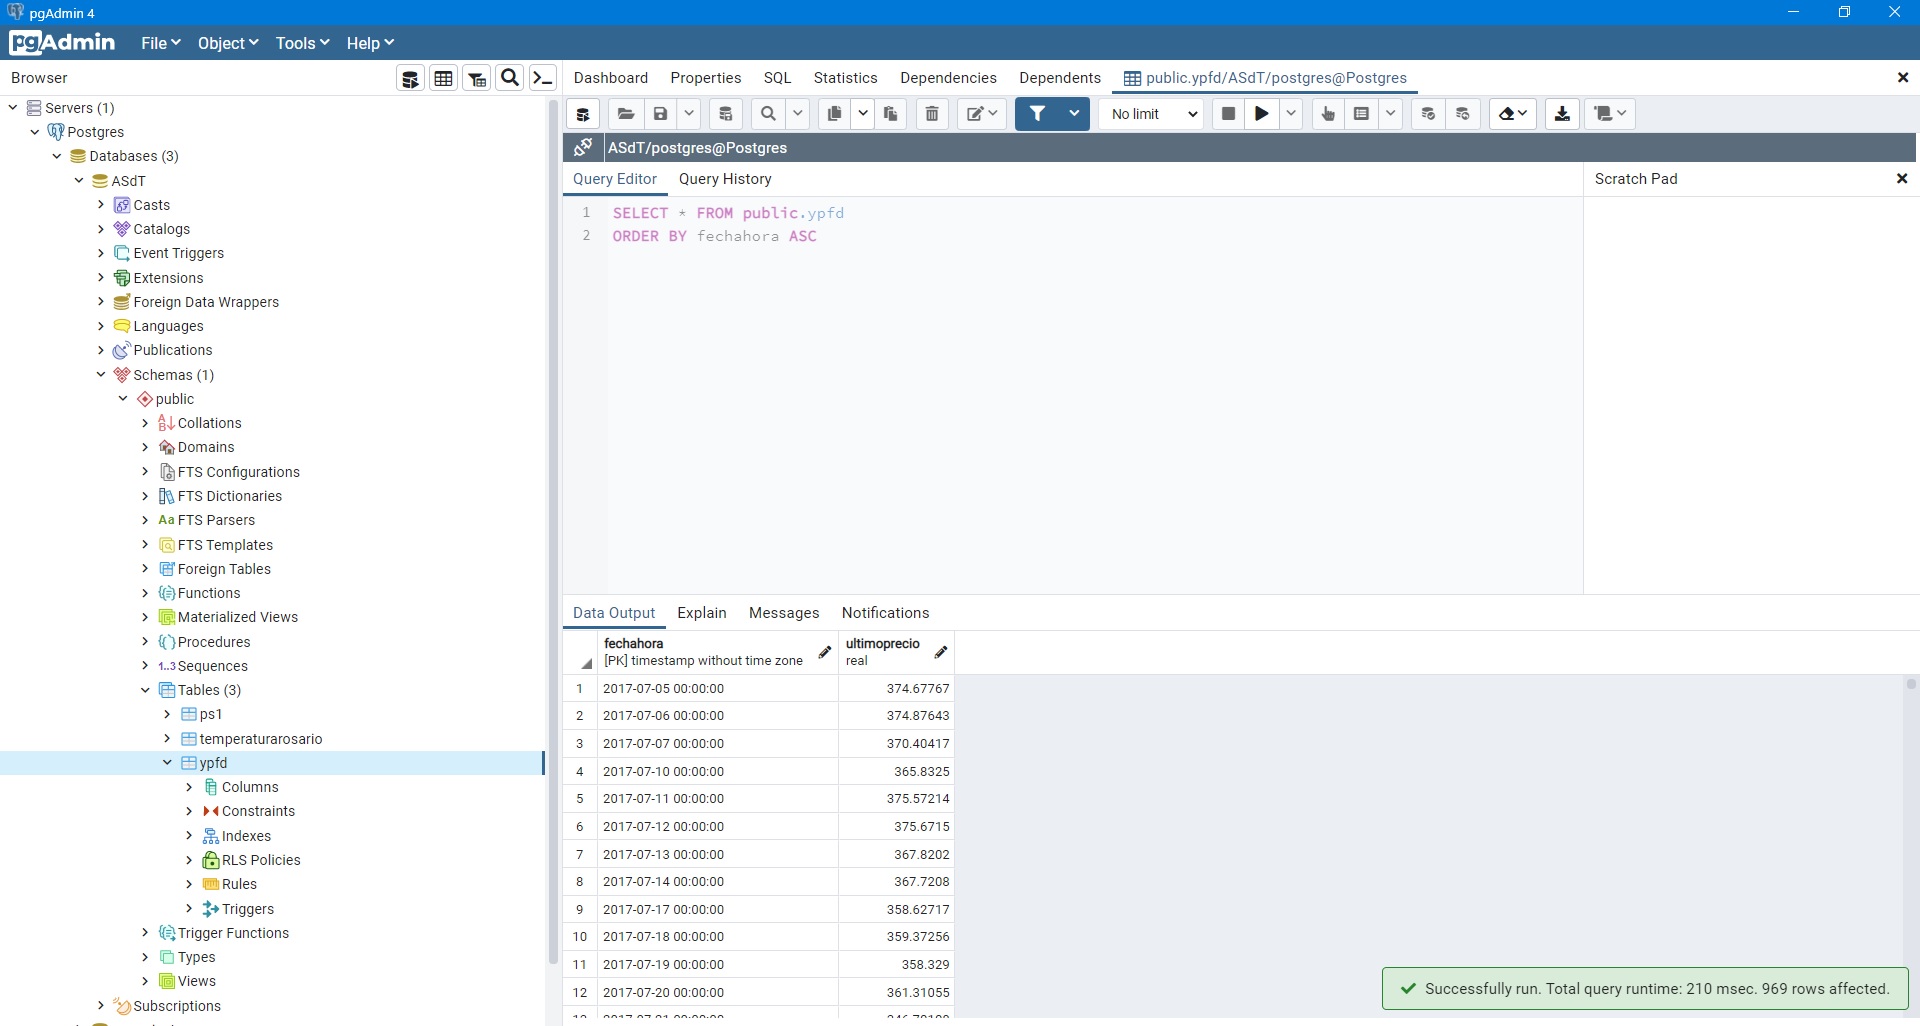 pgAdmin 4
pgAdmin File Object Tools Help
Browser
Servers (1)
Postgres
Databases (3)
ASdT
Casts
Catalogs
Event Triggers
Extensions
Foreign Data Wrappers
Languages
Publications
Schemas (1)
public
Collations
Domains
FTS Configurations
FTS Dictionaries
Aa FTS Parsers
FTS Templates
Foreign Tables
Functions
Materialized Views
Procedures
1..3 Sequences
Tables (3)
ps1
temperaturarosario
ypfd
Columns
Constraints
Indexes
RLS Policies
Rules
Triggers
Trigger Functions
Types
Views
Subscriptions
Dashboard Properties SQL Statistics Dependencies Dependents public.ypfd/ASdT/postgres@Postgres
No limit
ASdT/postgres@Postgres
Query Editor Query History
1 SELECT * FROM public.ypfd
2 ORDER BY fechahora ASC
Scratch Pad
Data Output Explain Messages Notifications
fechahora ultimoprecio
[PK] timestamp without time zone real
1 2017-07-05 00:00:00 374.67767
2 2017-07-06 00:00:00 374.87643
3 2017-07-07 00:00:00 370.40417
4 2017-07-10 00:00:00 365.8325
5 2017-07-11 00:00:00 375.57214
6 2017-07-12 00:00:00 375.6715
7 2017-07-13 00:00:00 367.8202
8 2017-07-14 00:00:00 367.7208
9 2017-07-17 00:00:00 358.62717
10 2017-07-18 00:00:00 359.37256
11 2017-07-19 00:00:00 358.329
12 2017-07-20 00:00:00 361.31055
Successfully run. Total query runtime: 210 msec. 969 rows affected.